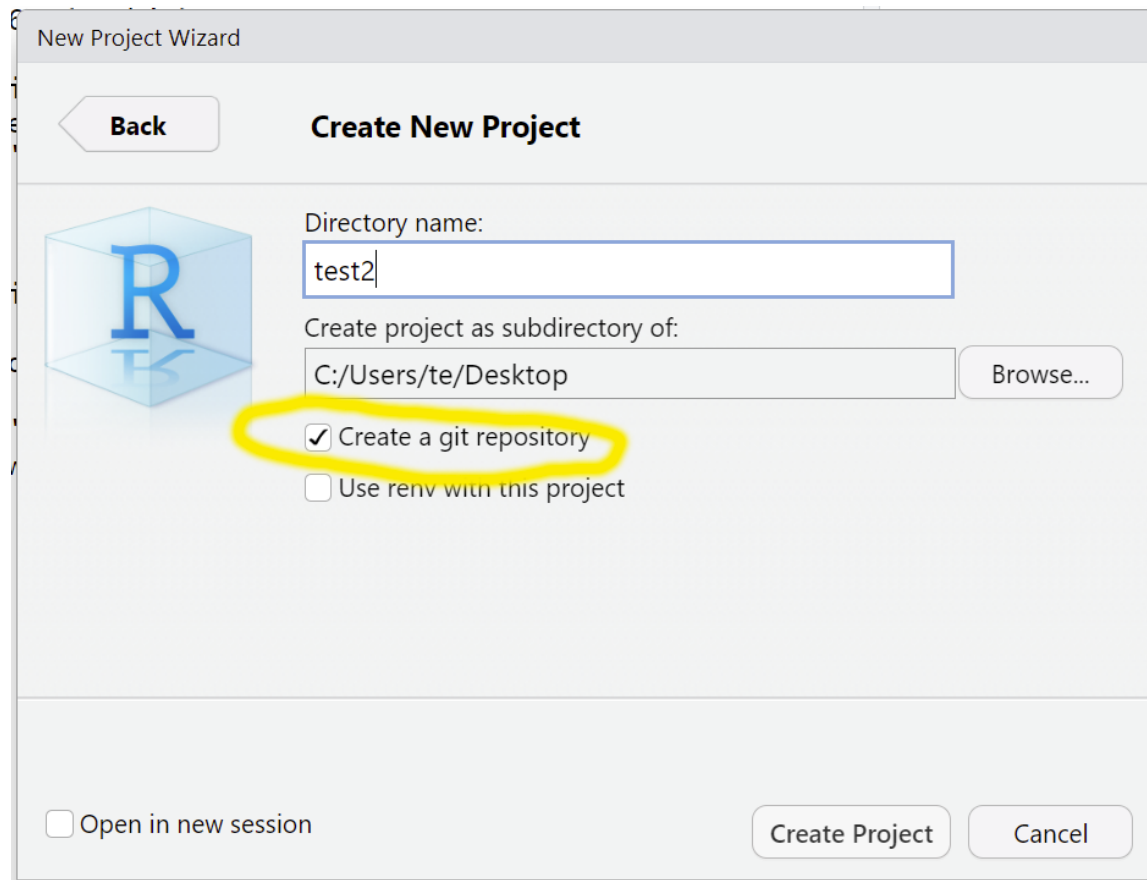 New Project Wizard
Back
Create New Project
R
Directory name:
test2
Create project as subdirectory of:
C:/Users/te/Desktop
Browse...
Create a git repository
Use renv with this project
Open in new session
Create Project
Cancel